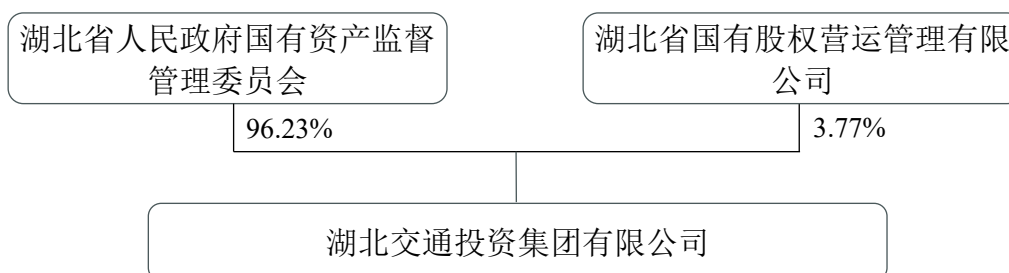 湖北省人民政府国有资产监督
管理委员会
湖北省国有股权营运管理有限
公司
96.23%
3.77%
湖北交通投资集团有限公司